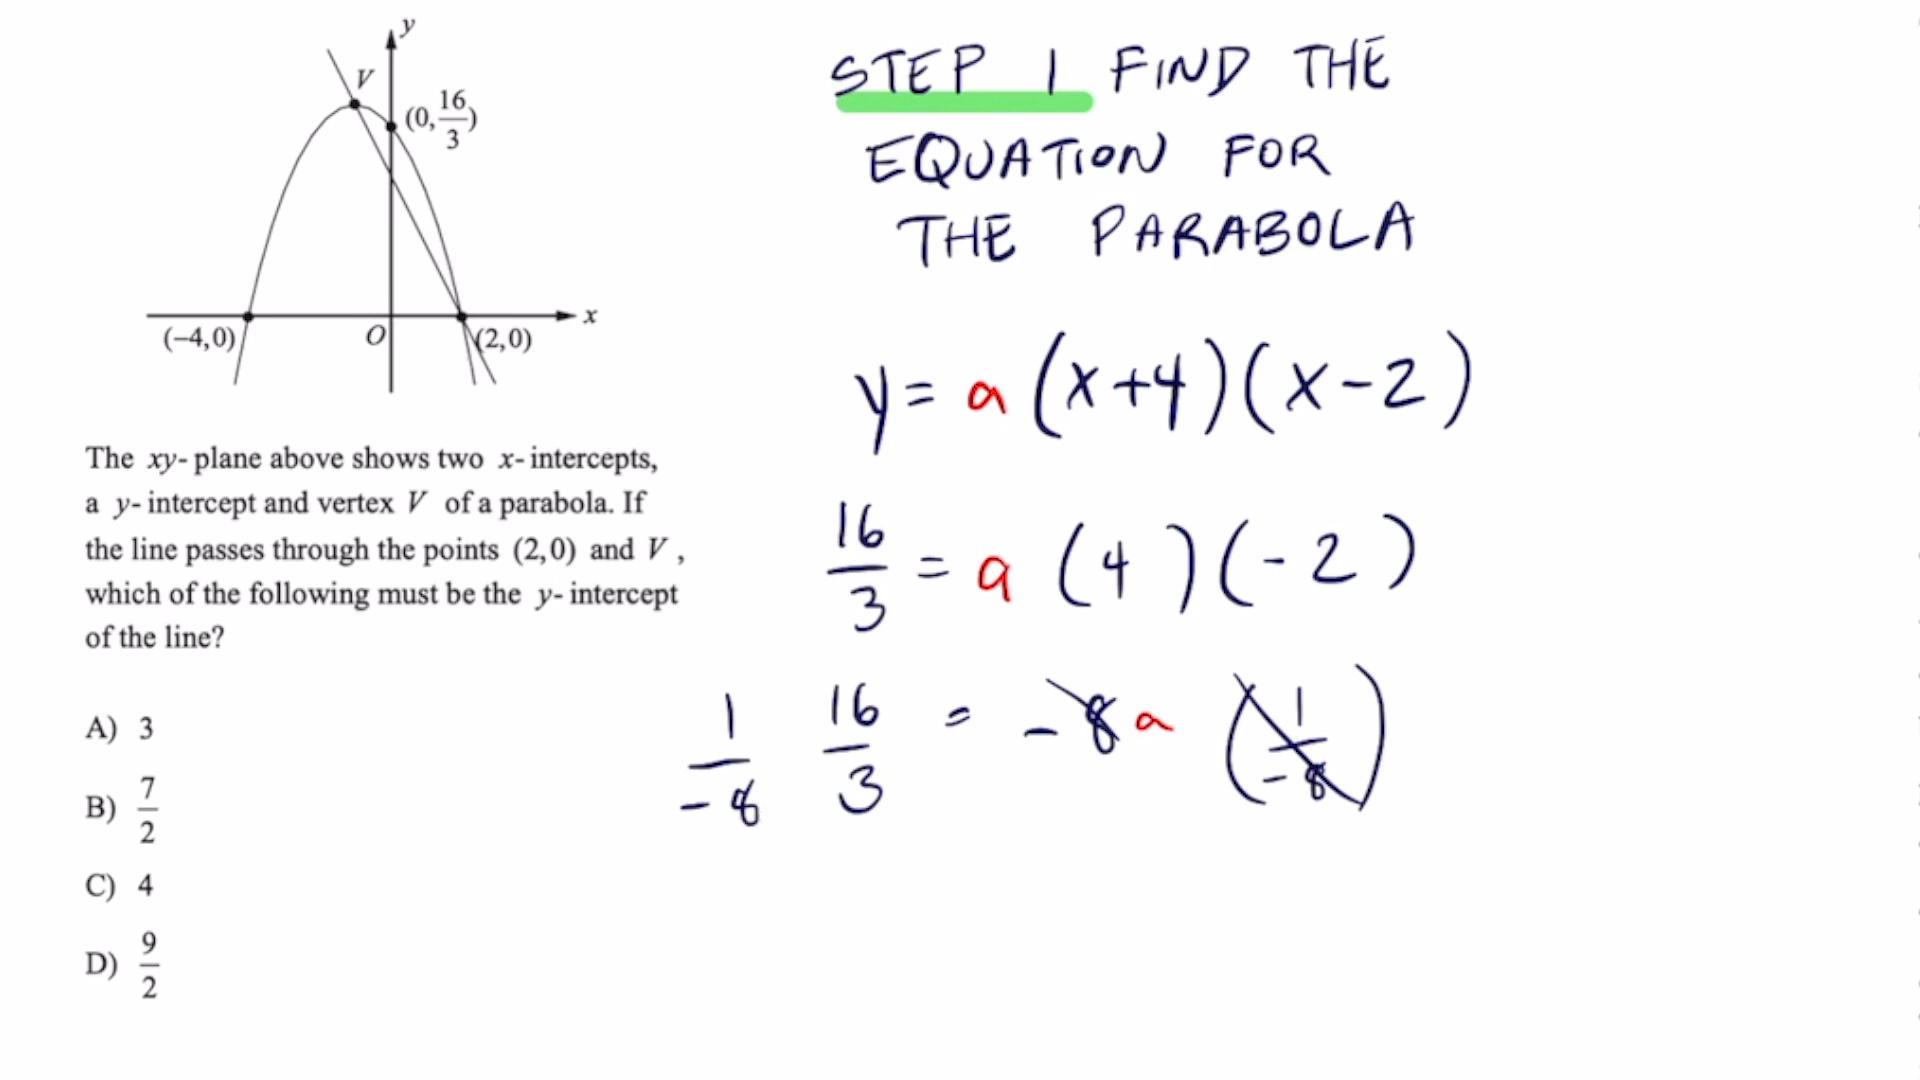 y
V
(0, 16/3)
x
(−4,0)
O
(2,0)
The xy- plane above shows two x- intercepts,
a y- intercept and vertex V of a parabola. If
the line passes through the points (2,0) and V ,
which of the following must be the y- intercept
of the line?
A) 3
B) 7/2
C) 4
D) 9/2
STEP 1 FIND THE
EQUATION FOR
THE PARABOLA
y = a (x+4)(x-2)
16/3 = a (4)(-2)
1/-8 16/3 = -8a (1/-8)